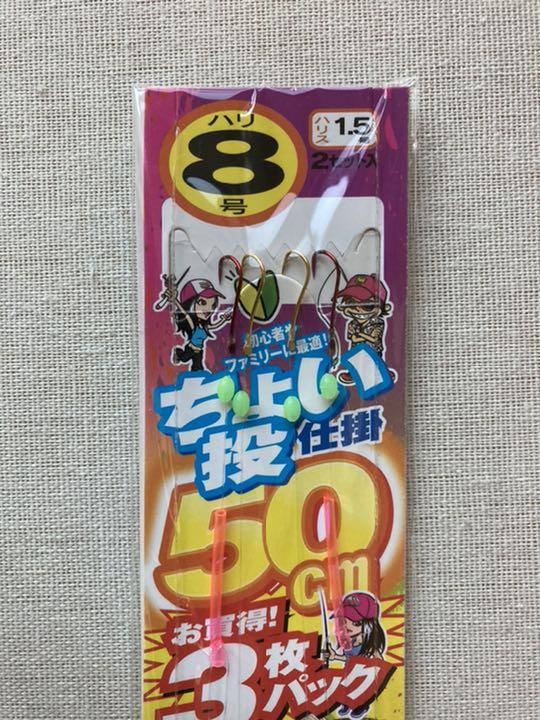 ハリ
8
号
ハリス
1.5
2セット入
初心者や
ファミリーに最適!
ちょい
投仕掛
50
cm
お買得!
3枚
パック